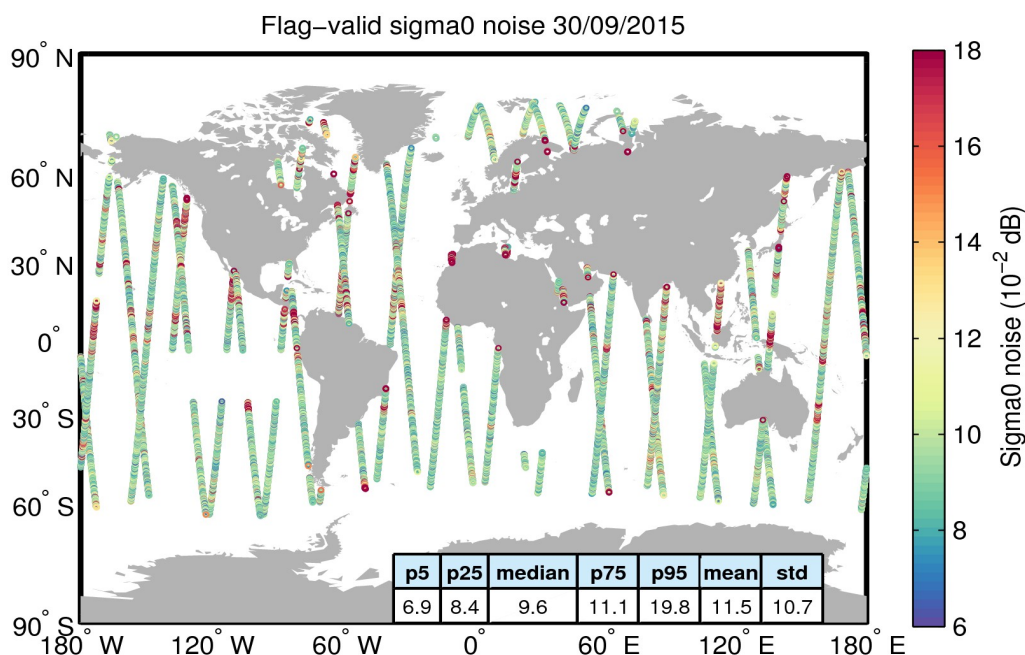 Flag−valid sigma0 noise 30/09/2015
90° N
60° N
30° N
0°
30° S
60° S
90° S
180° W
120° W
60° W
0°
60° E
120° E
180° E
18
16
14
12
10
8
6
Sigma0 noise (10⁻² dB)
p5 p25 median p75 p95 mean std
6.9 8.4 9.6 11.1 19.8 11.5 10.7